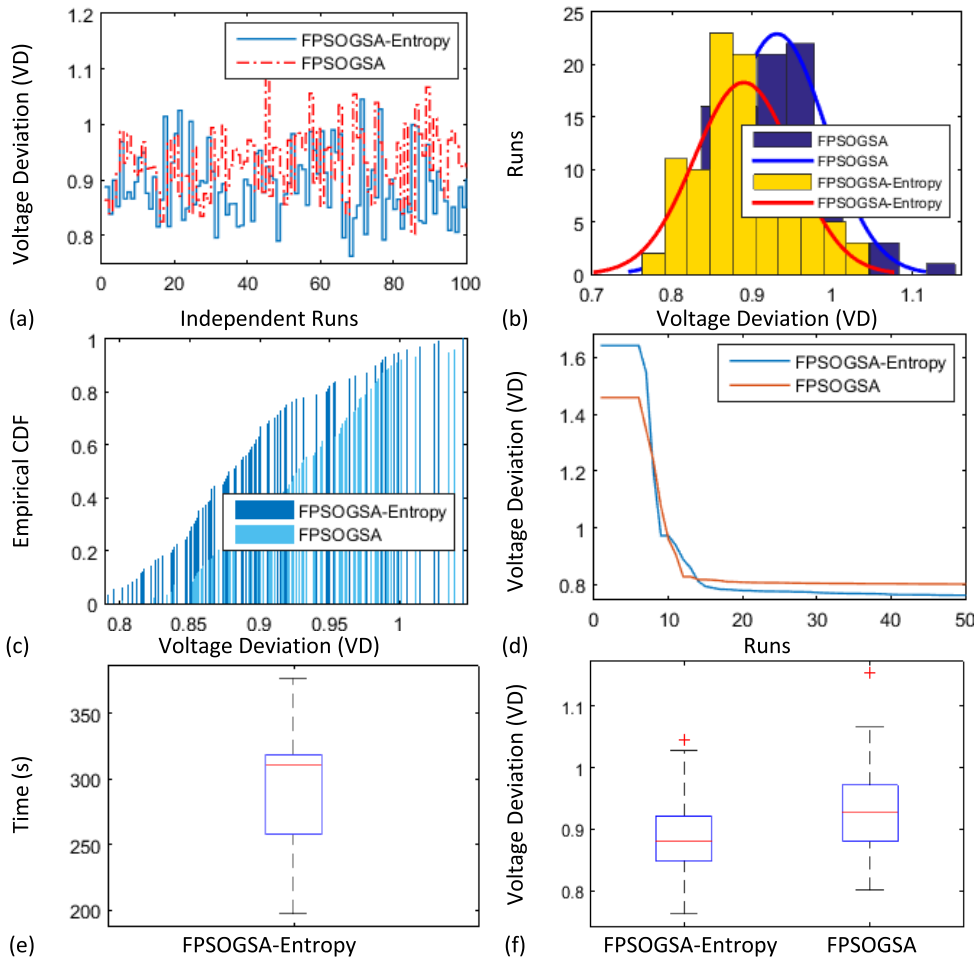 1.2
1.1
1
0.9
0.8
Voltage Deviation (VD)
FPSOGSA-Entropy
FPSOGSA
0 20 40 60 80 100
(a) Independent Runs
25
20
15
10
5
0
Runs
FPSOGSA
FPSOGSA
FPSOGSA-Entropy
FPSOGSA-Entropy
0.7 0.8 0.9 1 1.1
(b) Voltage Deviation (VD)
1
0.8
0.6
0.4
0.2
0
Empirical CDF
FPSOGSA-Entropy
FPSOGSA
0.8 0.85 0.9 0.95 1
(c) Voltage Deviation (VD)
1.6
1.4
1.2
1
0.8
Voltage Deviation (VD)
FPSOGSA-Entropy
FPSOGSA
0 10 20 30 40 50
(d) Runs
350
300
250
200
Time (s)
(e) FPSOGSA-Entropy
1.1
1
0.9
0.8
Voltage Deviation (VD)
(f) FPSOGSA-Entropy FPSOGSA